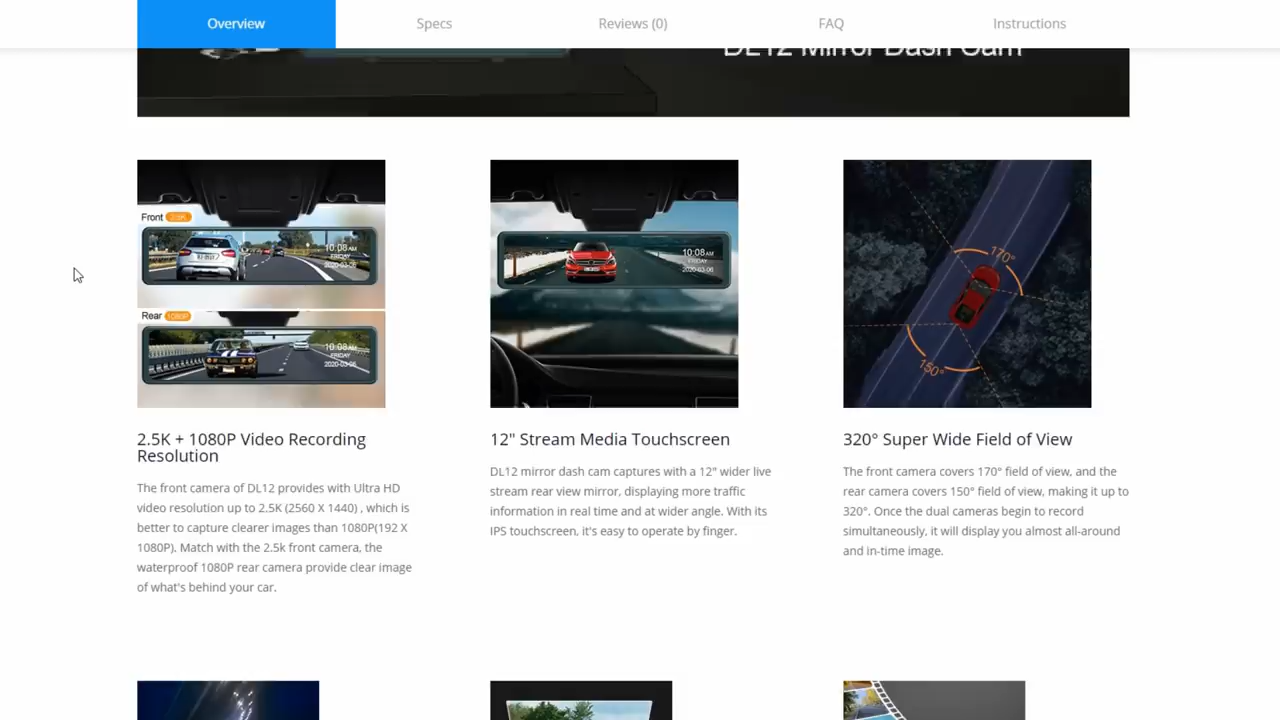 Overview
Specs
Reviews (0)
FAQ
Instructions
DL12 Mirror Dash Cam
Front 2.5K
10:08 AM
FRIDAY
2020-03-06
Rear 1080P
10:08 AM
FRIDAY
2020-03-06
10:08 AM
FRIDAY
2020-03-06
170°
150°
2.5K + 1080P Video Recording
Resolution
The front camera of DL12 provides with Ultra HD
video resolution up to 2.5K (2560 X 1440) , which is
better to capture clearer images than 1080P(192 X
1080P). Match with the 2.5k front camera, the
waterproof 1080P rear camera provide clear image
of what's behind your car.
12" Stream Media Touchscreen
DL12 mirror dash cam captures with a 12" wider live
stream rear view mirror, displaying more traffic
information in real time and at wider angle. With its
IPS touchscreen, it's easy to operate by finger.
320° Super Wide Field of View
The front camera covers 170° field of view, and the
rear camera covers 150° field of view, making it up to
320°. Once the dual cameras begin to record
simultaneously, it will display you almost all-around
and in-time image.